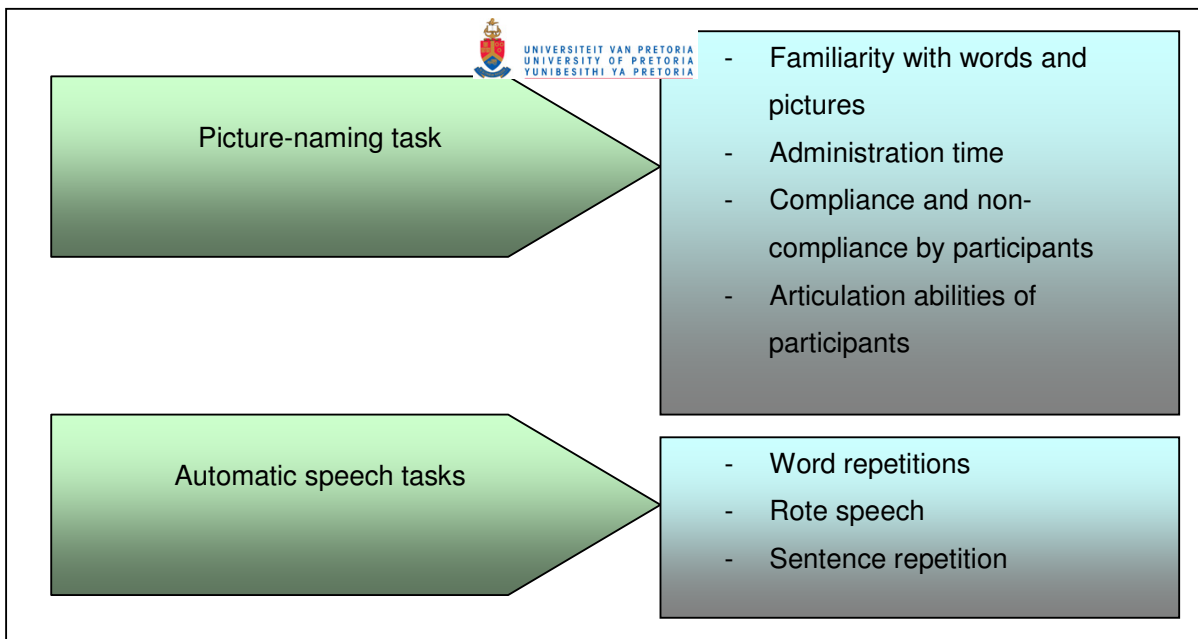 UNIVERSITEIT VAN PRETORIA
UNIVERSITY OF PRETORIA
YUNIBESITHI YA PRETORIA
Picture-naming task
- Familiarity with words and
pictures
- Administration time
- Compliance and non-
compliance by participants
- Articulation abilities of
participants
Automatic speech tasks
- Word repetitions
- Rote speech
- Sentence repetition